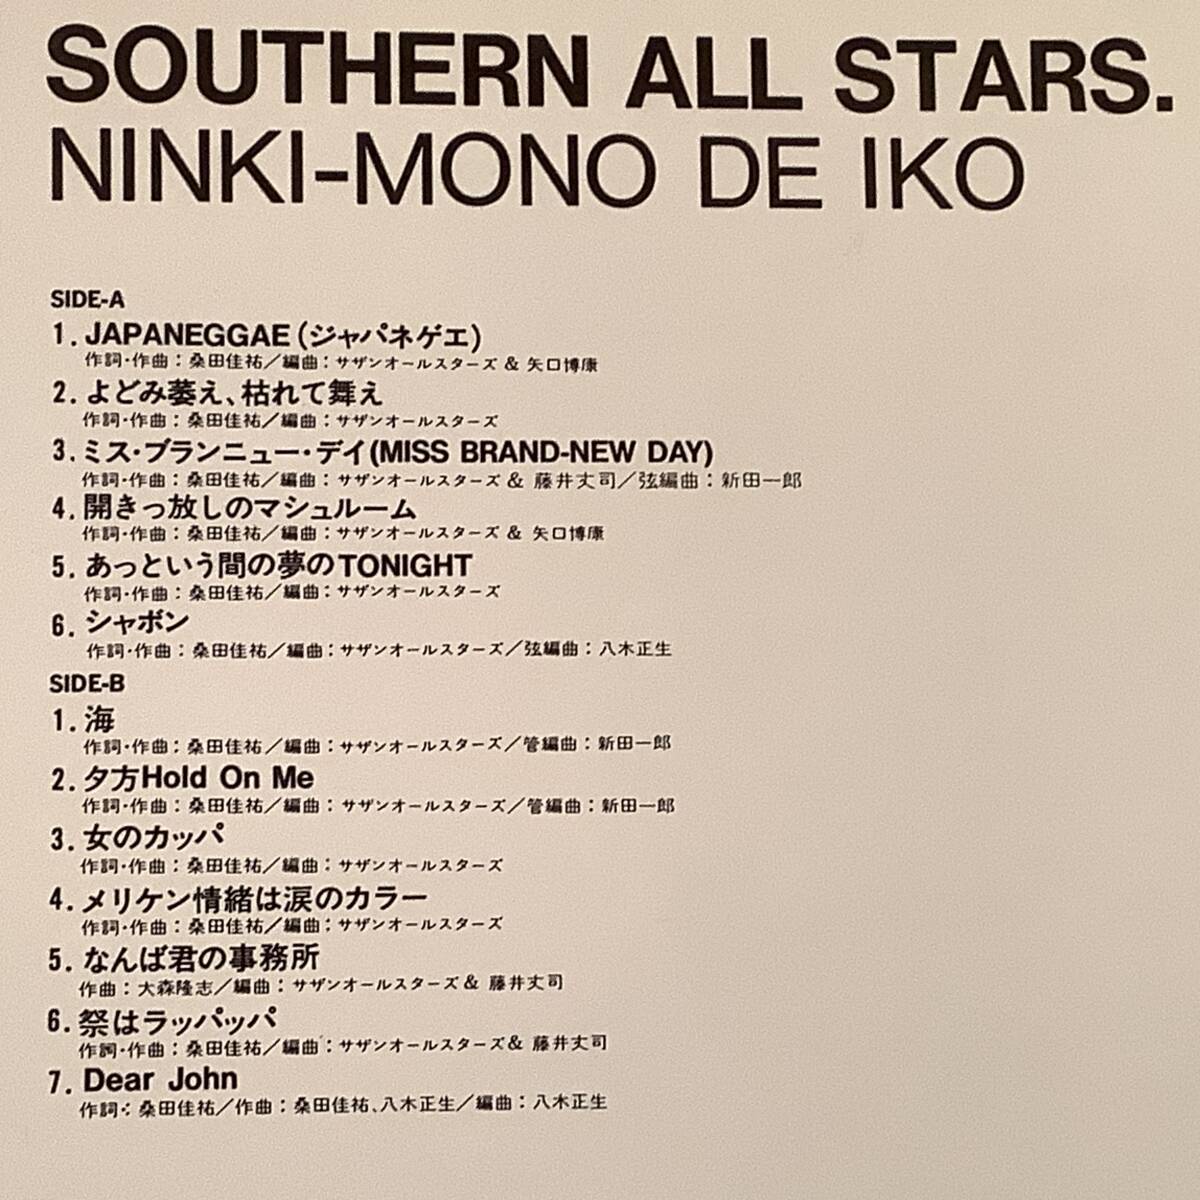 SOUTHERN ALL STARS.
NINKI-MONO DE IKO
SIDE-A
1. JAPANEGGAE (ジャパネゲエ)
作詞・作曲：桑田佳祐／編曲：サザンオールスターズ & 矢口博康
2. よどみ萎え、枯れて舞え
作詞・作曲：桑田佳祐／編曲：サザンオールスターズ
3. ミス・ブランニュー・デイ(MISS BRAND-NEW DAY)
作詞・作曲：桑田佳祐／編曲：サザンオールスターズ & 藤井丈司／弦編曲：新田一郎
4. 開きっ放しのマシュルーム
作詞・作曲：桑田佳祐／編曲：サザンオールスターズ & 矢口博康
5. あっという間の夢のTONIGHT
作詞・作曲：桑田佳祐／編曲：サザンオールスターズ
6. シャボン
作詞・作曲：桑田佳祐／編曲：サザンオールスターズ／弦編曲：八木正生
SIDE-B
1. 海
作詞・作曲：桑田佳祐／編曲：サザンオールスターズ／管編曲：新田一郎
2. 夕方Hold On Me
作詞・作曲：桑田佳祐／編曲：サザンオールスターズ／管編曲：新田一郎
3. 女のカッパ
作詞・作曲：桑田佳祐／編曲：サザンオールスターズ
4. メリケン情緒は涙のカラー
作詞・作曲：桑田佳祐／編曲：サザンオールスターズ
5. なんば君の事務所
作曲：大森隆志／編曲：サザンオールスターズ & 藤井丈司
6. 祭はラッパッパ
作詞・作曲：桑田佳祐／編曲：サザンオールスターズ & 藤井丈司
7. Dear John
作詞：桑田佳祐／作曲：桑田佳祐、八木正生／編曲：八木正生